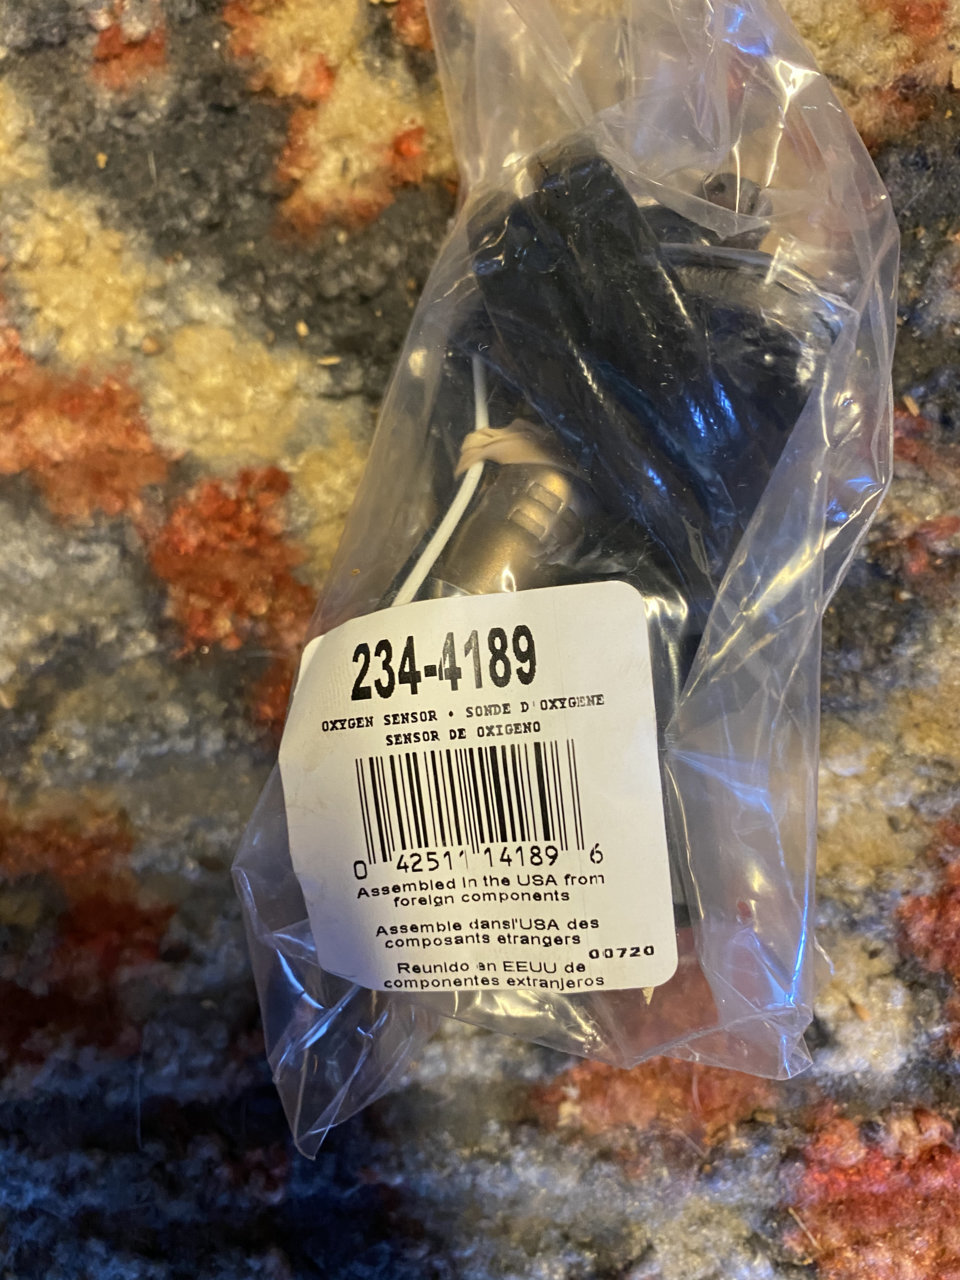 234-4189
OXYGEN SENSOR • SONDE D'OXYGENE
SENSOR DE OXIGENO
0 42511 14189 6
Assembled in the USA from
foreign components
Assemble dansl'USA des
composants etrangers
00720
Reunido en EEUU de
componentes extranjeros